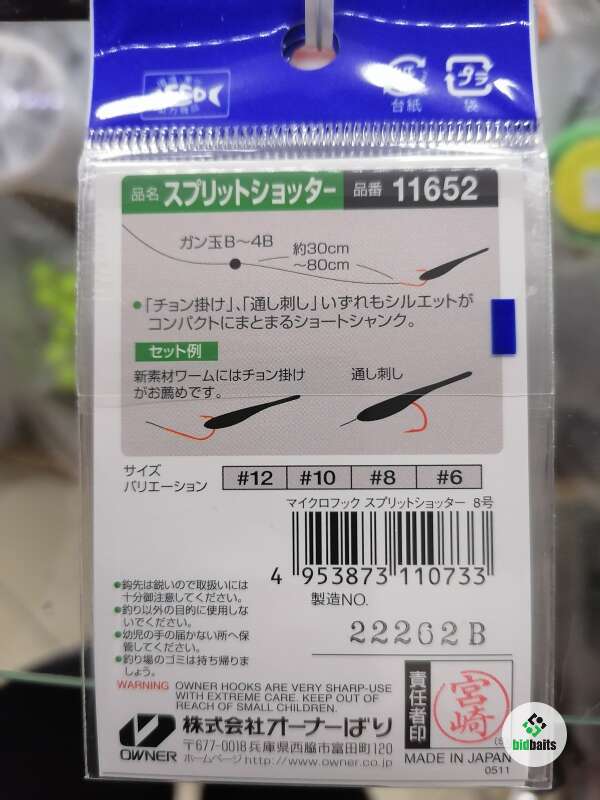 台紙
袋
品名 スプリットショッター 品番 11652
ガン玉B〜4B
約30cm
〜80cm
●「チョン掛け」、「通し刺し」いずれもシルエットが
コンパクトにまとまるショートシャンク。
セット例
新素材ワームにはチョン掛け
がお薦めです。
通し刺し
サイズ
バリエーション
#12 #10 #8 #6
マイクロフック スプリットショッター 8号
4 953873 110733
製造NO.
22262B
●鈎先は鋭いので取扱いには
十分御注意してください。
●釣り以外の目的に使用しな
いでください。
●幼児の手の届かない所へ保
管してください。
●釣り場のゴミは持ち帰りま
しょう。
WARNING OWNER HOOKS ARE VERY SHARP-USE
WITH EXTREME CARE. KEEP OUT OF
REACH OF SMALL CHILDREN.
責任者印
宮崎
OWNER
株式会社オーナーばり
〒677-0018 兵庫県西脇市富田町120
ホームページ http://www.owner.co.jp
MADE IN JAPAN
0511
bidbaits